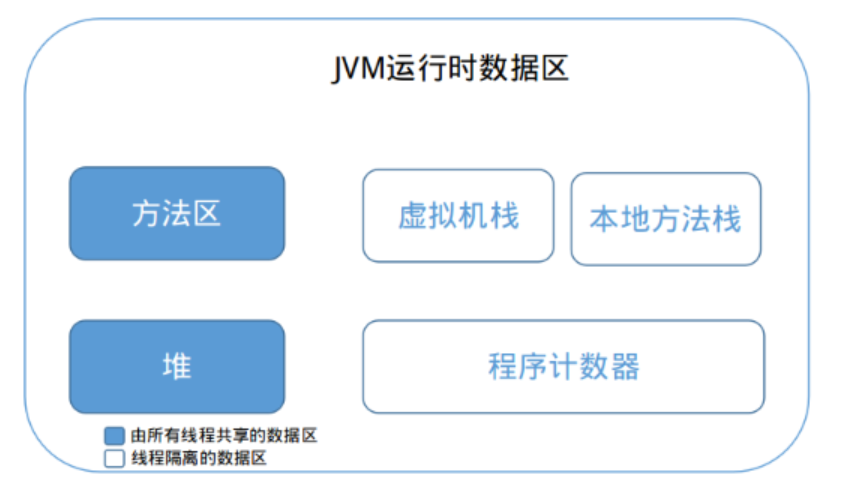 JVM运行时数据区
方法区
虚拟机栈
本地方法栈
堆
程序计数器
由所有线程共享的数据区
线程隔离的数据区